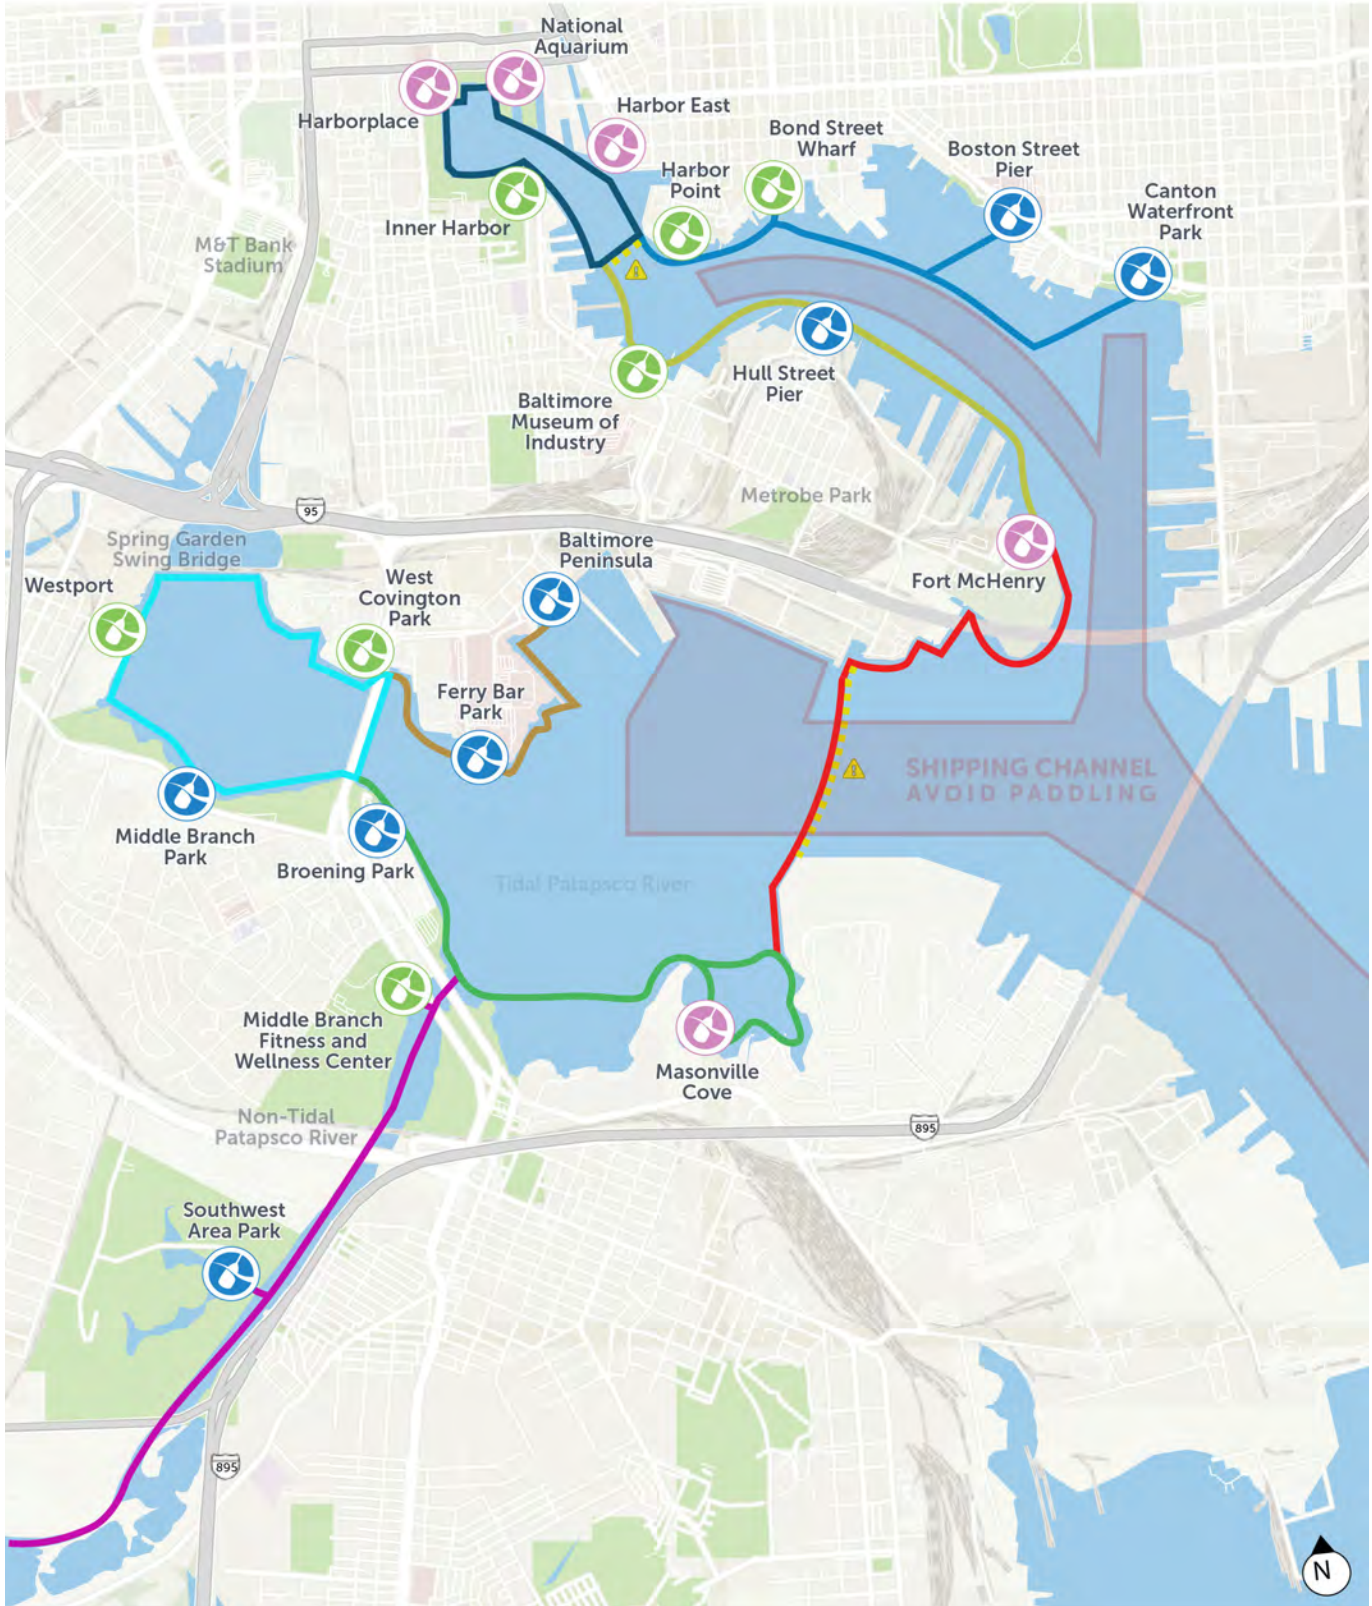 National
Aquarium
Harborplace
Harbor East
Bond Street
Wharf
Boston Street
Pier
Harbor
Point
Canton
Waterfront
Park
Inner Harbor
M&T Bank
Stadium
Hull Street
Pier
Baltimore
Museum of
Industry
Metrobe Park
95
Spring Garden
Swing Bridge
Baltimore
Peninsula
Westport
West
Covington
Park
Fort McHenry
Ferry Bar
Park
SHIPPING CHANNEL
AVOID PADDLING
Middle Branch
Park
Broening Park
Tidal Patapsco River
Middle Branch
Fitness and
Wellness Center
Masonville
Cove
Non-Tidal
Patapsco River
895
Southwest
Area Park
895
N